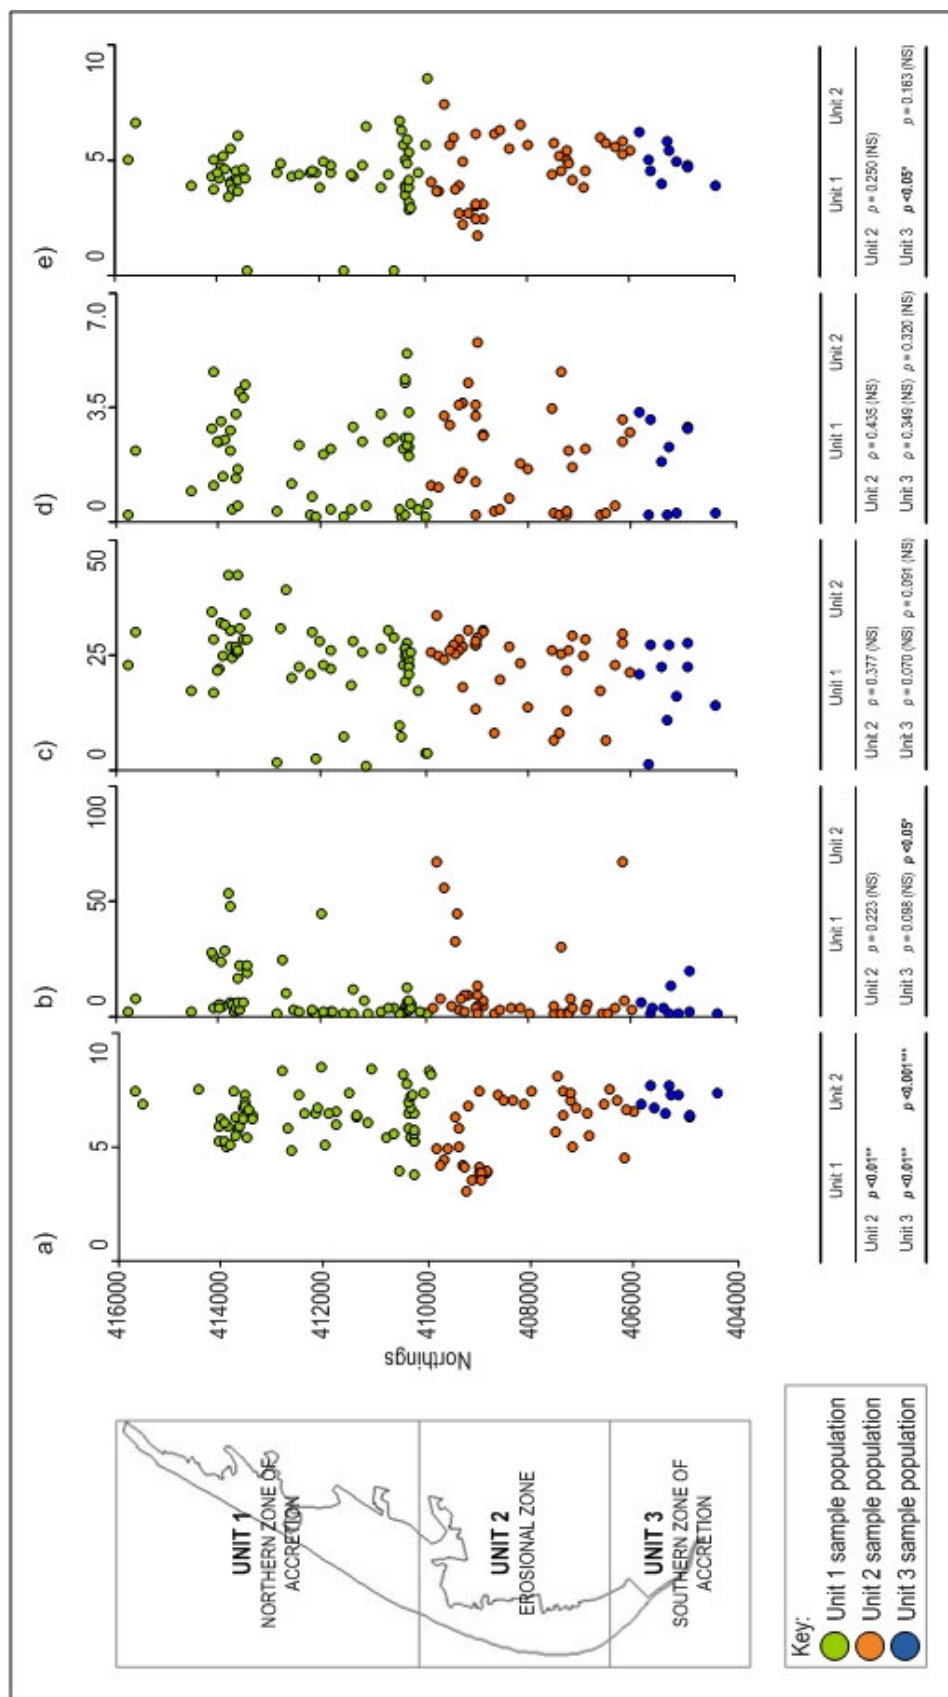 a)
b)
c)
d)
e)
0 5 10
0 50 100
0 25 50
0 3.5 7.0
0 5 10
Northings
416000
414000
412000
410000
408000
406000
404000
UNIT 1
NORTHERN ZONE OF
ACCRETION
UNIT 2
EROSIONAL ZONE
UNIT 3
SOUTHERN ZONE OF
ACCRETION
Key:
Unit 1 sample population
Unit 2 sample population
Unit 3 sample population
Unit 1 Unit 2
Unit 2 p <0.01**
Unit 3 p <0.01** p <0.001***
Unit 1 Unit 2
Unit 2 p = 0.223 (NS)
Unit 3 p = 0.098 (NS) p <0.05*
Unit 1 Unit 2
Unit 2 p = 0.377 (NS)
Unit 3 p = 0.070 (NS) p = 0.091 (NS)
Unit 1 Unit 2
Unit 2 p = 0.435 (NS)
Unit 3 p = 0.349 (NS) p = 0.320 (NS)
Unit 1 Unit 2
Unit 2 p = 0.250 (NS)
Unit 3 p <0.05* p = 0.163 (NS)